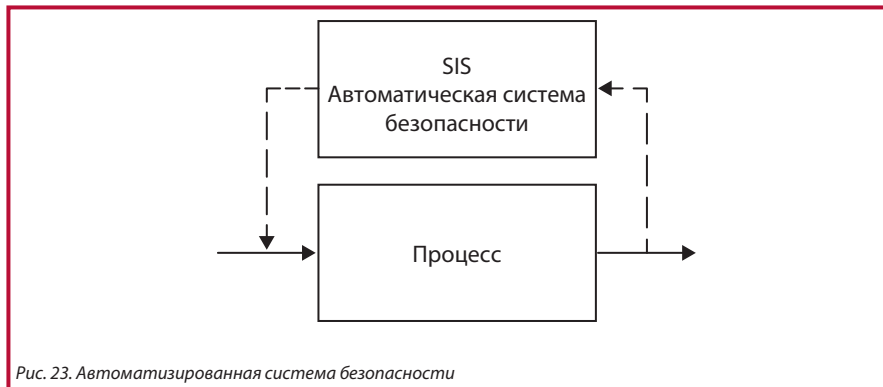 SIS
Автоматическая система
безопасности
Процесс
Рис. 23. Автоматизированная система безопасности